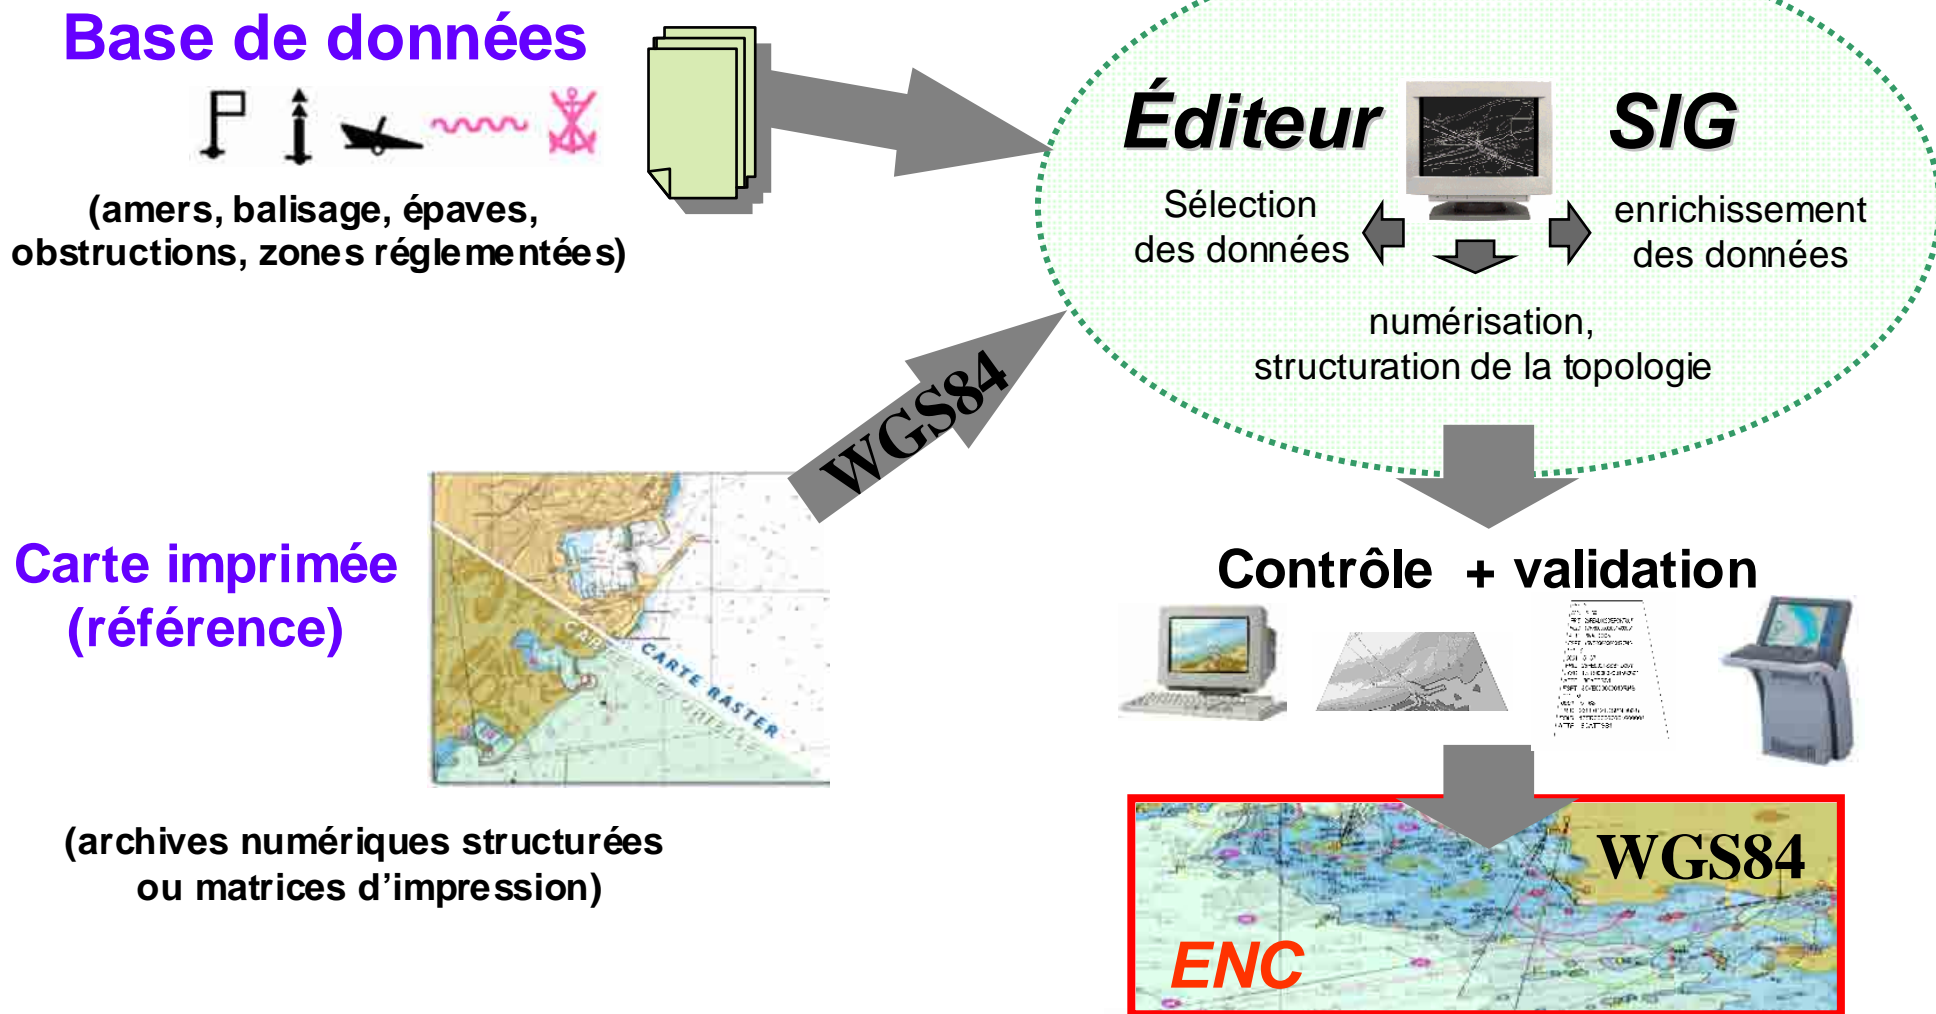 Base de données
(amers, balisage, épaves,
obstructions, zones réglementées)
Éditeur SIG
Sélection
des données
enrichissement
des données
numérisation,
structuration de la topologie
WGS84
Carte imprimée
(référence)
CARTE RASTER
(archives numériques structurées
ou matrices d’impression)
Contrôle + validation
WGS84
ENC